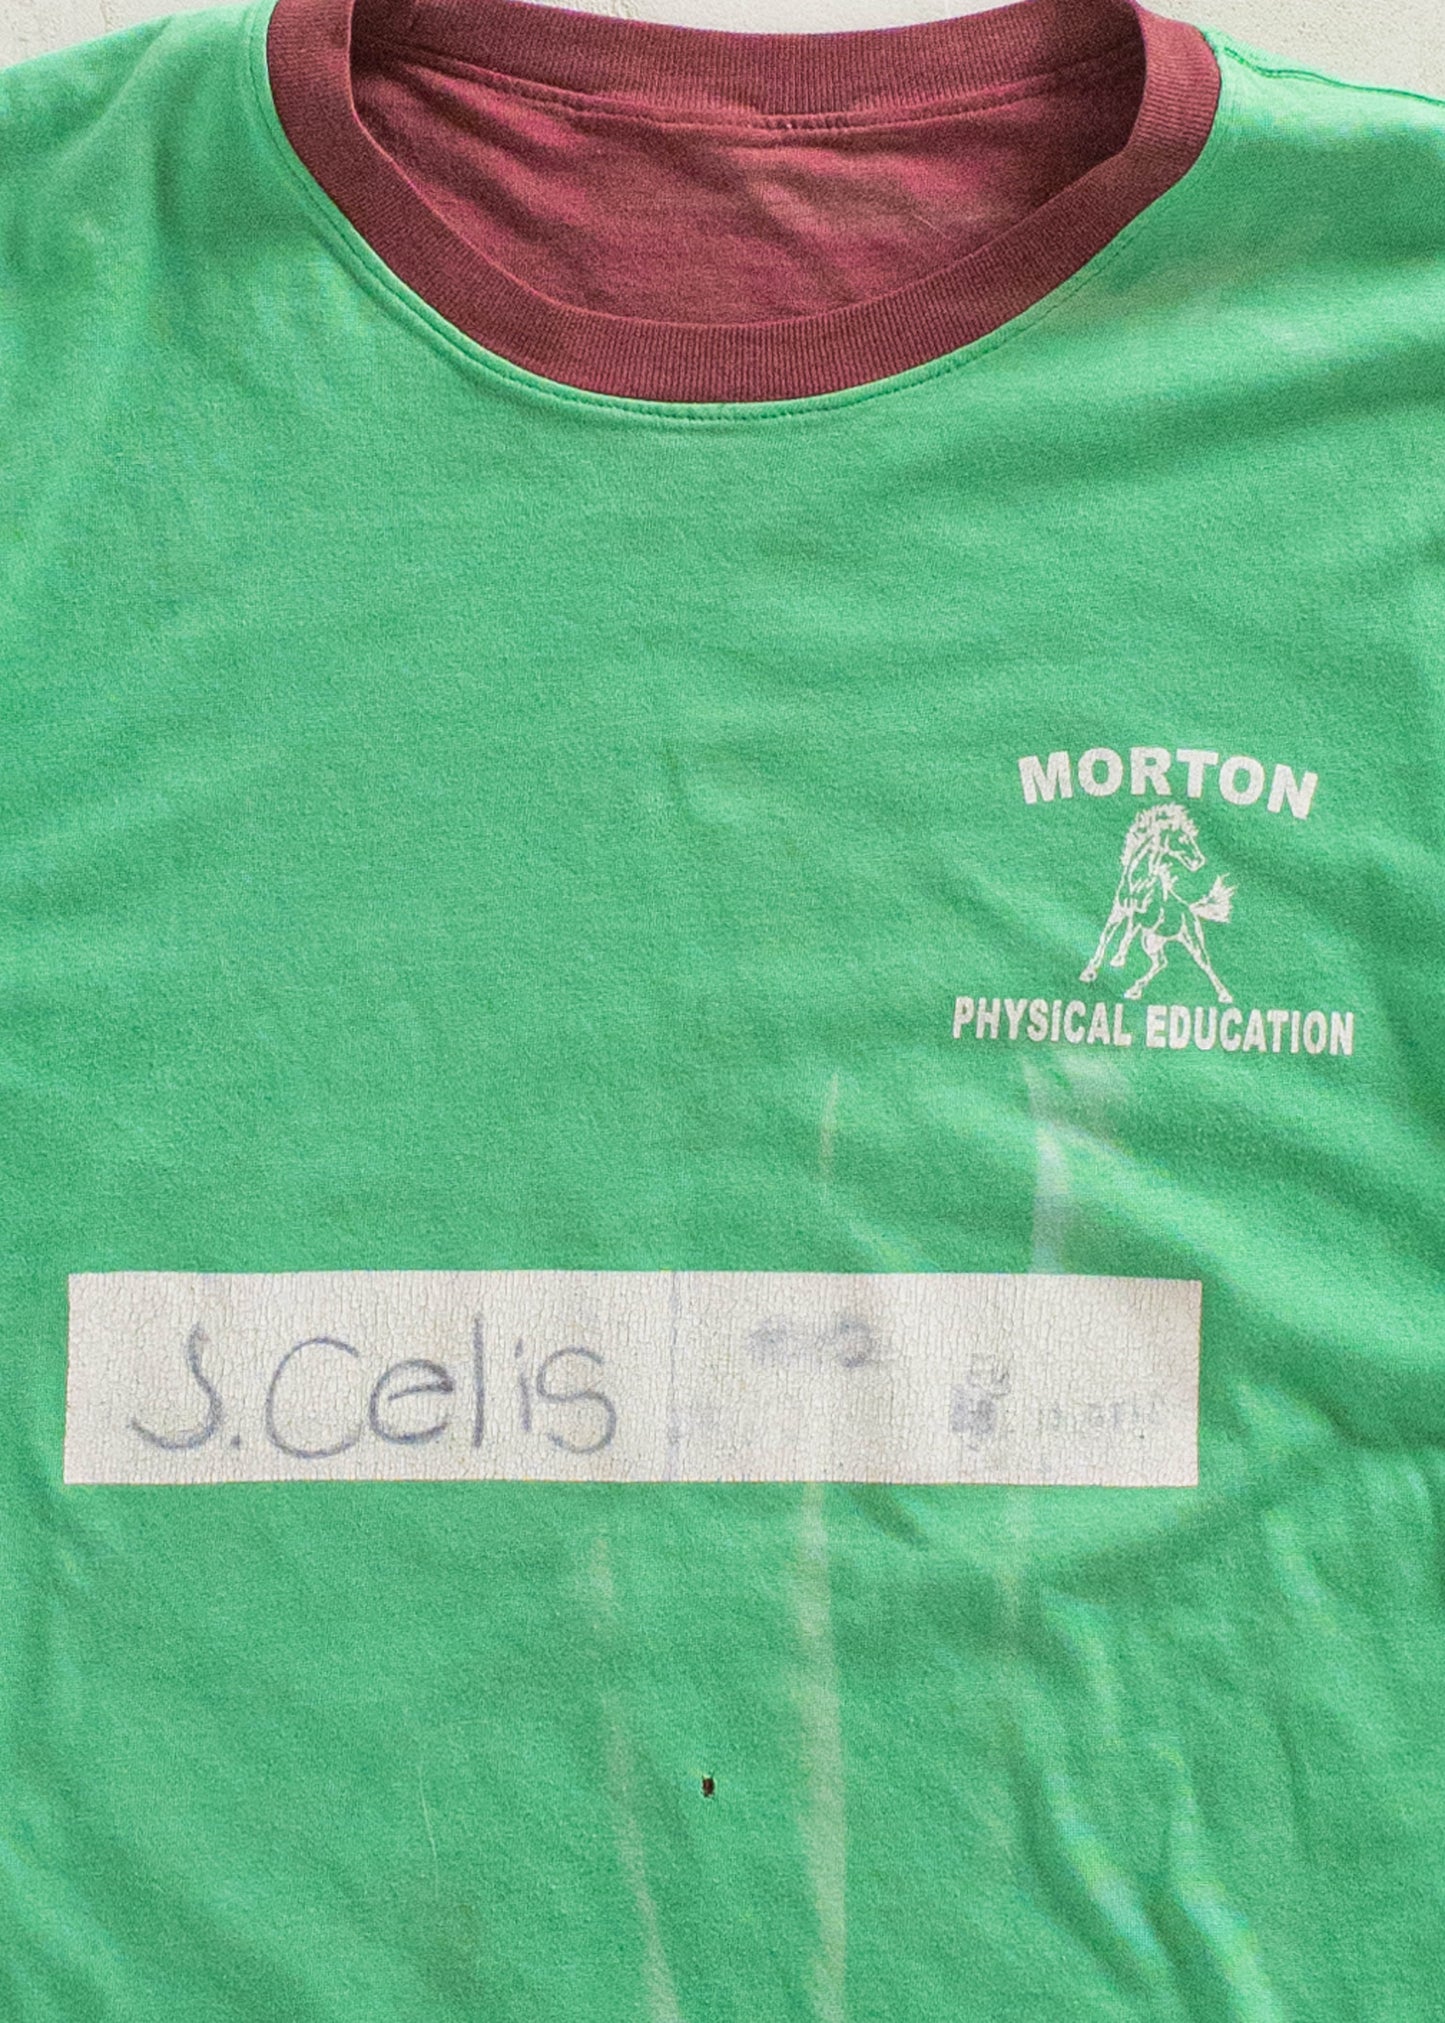 MORTON
PHYSICAL EDUCATION
J. Celis